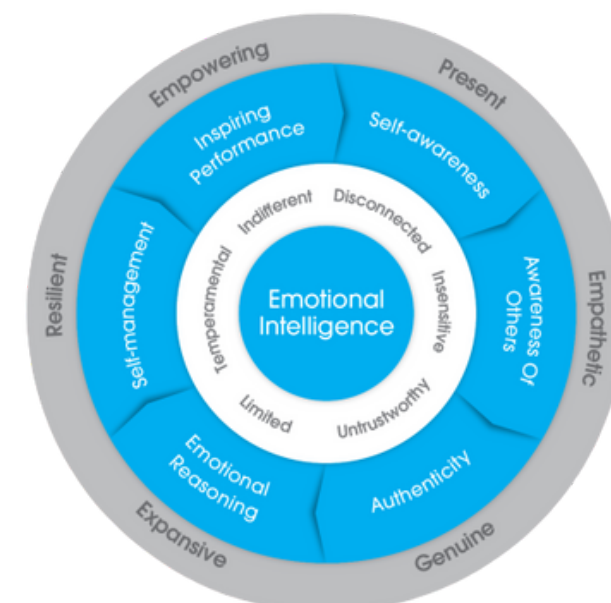 Empowering
Present
Empathetic
Genuine
Expansive
Resilient
Inspiring
Performance
Self-awareness
Awareness Of
Others
Authenticity
Emotional
Reasoning
Self-management
Indifferent
Disconnected
Insensitive
Untrustworthy
Limited
Temperamental
Emotional
Intelligence